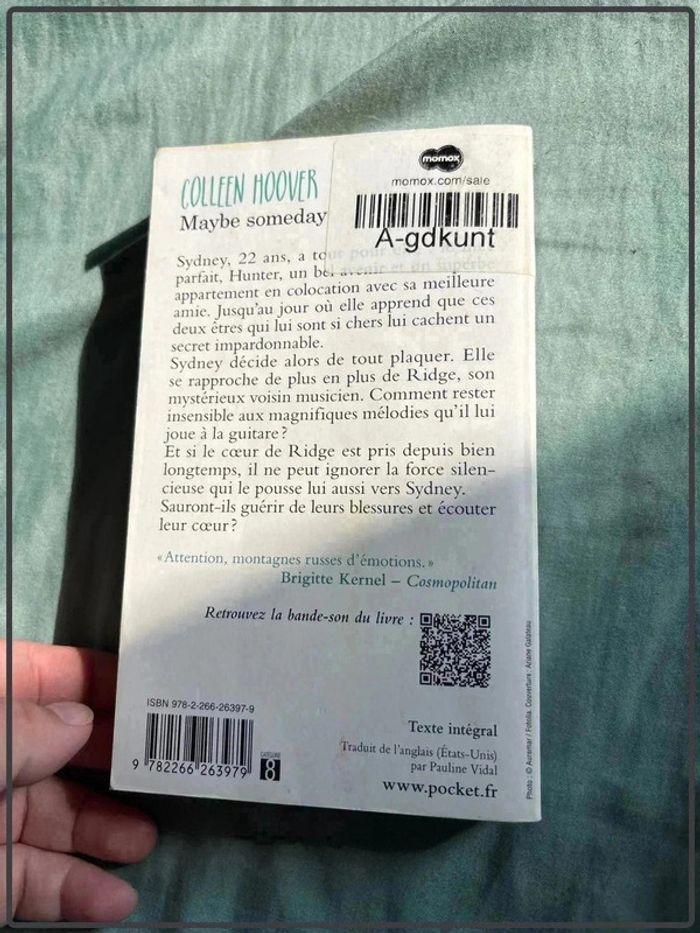 COLLEEN HOOVER
Maybe someday
momox
momox.com/sale
A-gdkunt
Sydney, 22 ans, a tout pour
parfait, Hunter, un bel avenir et un superbe
appartement en colocation avec sa meilleure
amie. Jusqu'au jour où elle apprend que ces
deux êtres qui lui sont si chers lui cachent un
secret impardonnable.
Sydney décide alors de tout plaquer. Elle
se rapproche de plus en plus de Ridge, son
mystérieux voisin musicien. Comment rester
insensible aux magnifiques mélodies qu'il lui
joue à la guitare ?
Et si le cœur de Ridge est pris depuis bien
longtemps, il ne peut ignorer la force silen-
cieuse qui le pousse lui aussi vers Sydney.
Sauront-ils guérir de leurs blessures et écouter
leur cœur ?
« Attention, montagnes russes d'émotions. »
Brigitte Kernel – Cosmopolitan
Retrouvez la bande-son du livre :
ISBN 978-2-266-26397-9
9 782266 263979
CATÉGORIE
8
Texte intégral
Traduit de l'anglais (États-Unis)
par Pauline Vidal
www.pocket.fr
Photo : © Auremar / Fotolia. Couverture : Ariane Galateau